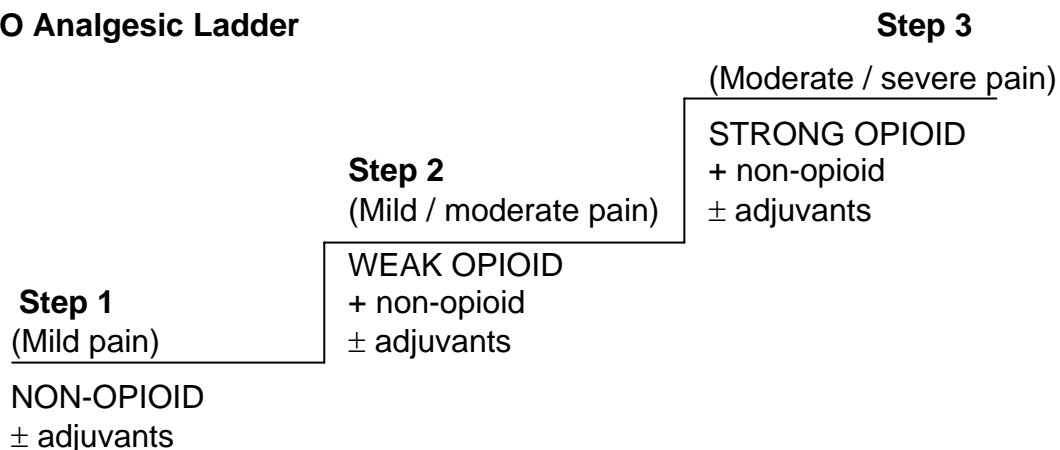 O Analgesic Ladder
Step 3
(Moderate / severe pain)
STRONG OPIOID
+ non-opioid
± adjuvants
Step 2
(Mild / moderate pain)
WEAK OPIOID
+ non-opioid
± adjuvants
Step 1
(Mild pain)
NON-OPIOID
± adjuvants